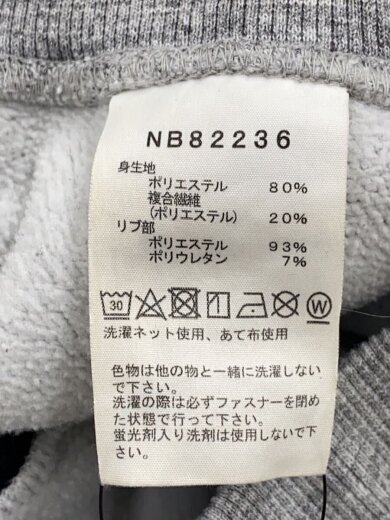 NB82236
身生地
ポリエステル 80%
複合繊維
(ポリエステル) 20%
リブ部
ポリエステル 93%
ポリウレタン 7%
30 W
洗濯ネット使用、あて布使用
色物は他の物と一緒に洗濯しない
で下さい。
洗濯の際は必ずファスナーを閉め
た状態で行って下さい。
蛍光剤入り洗剤は使用しないで下
さい。